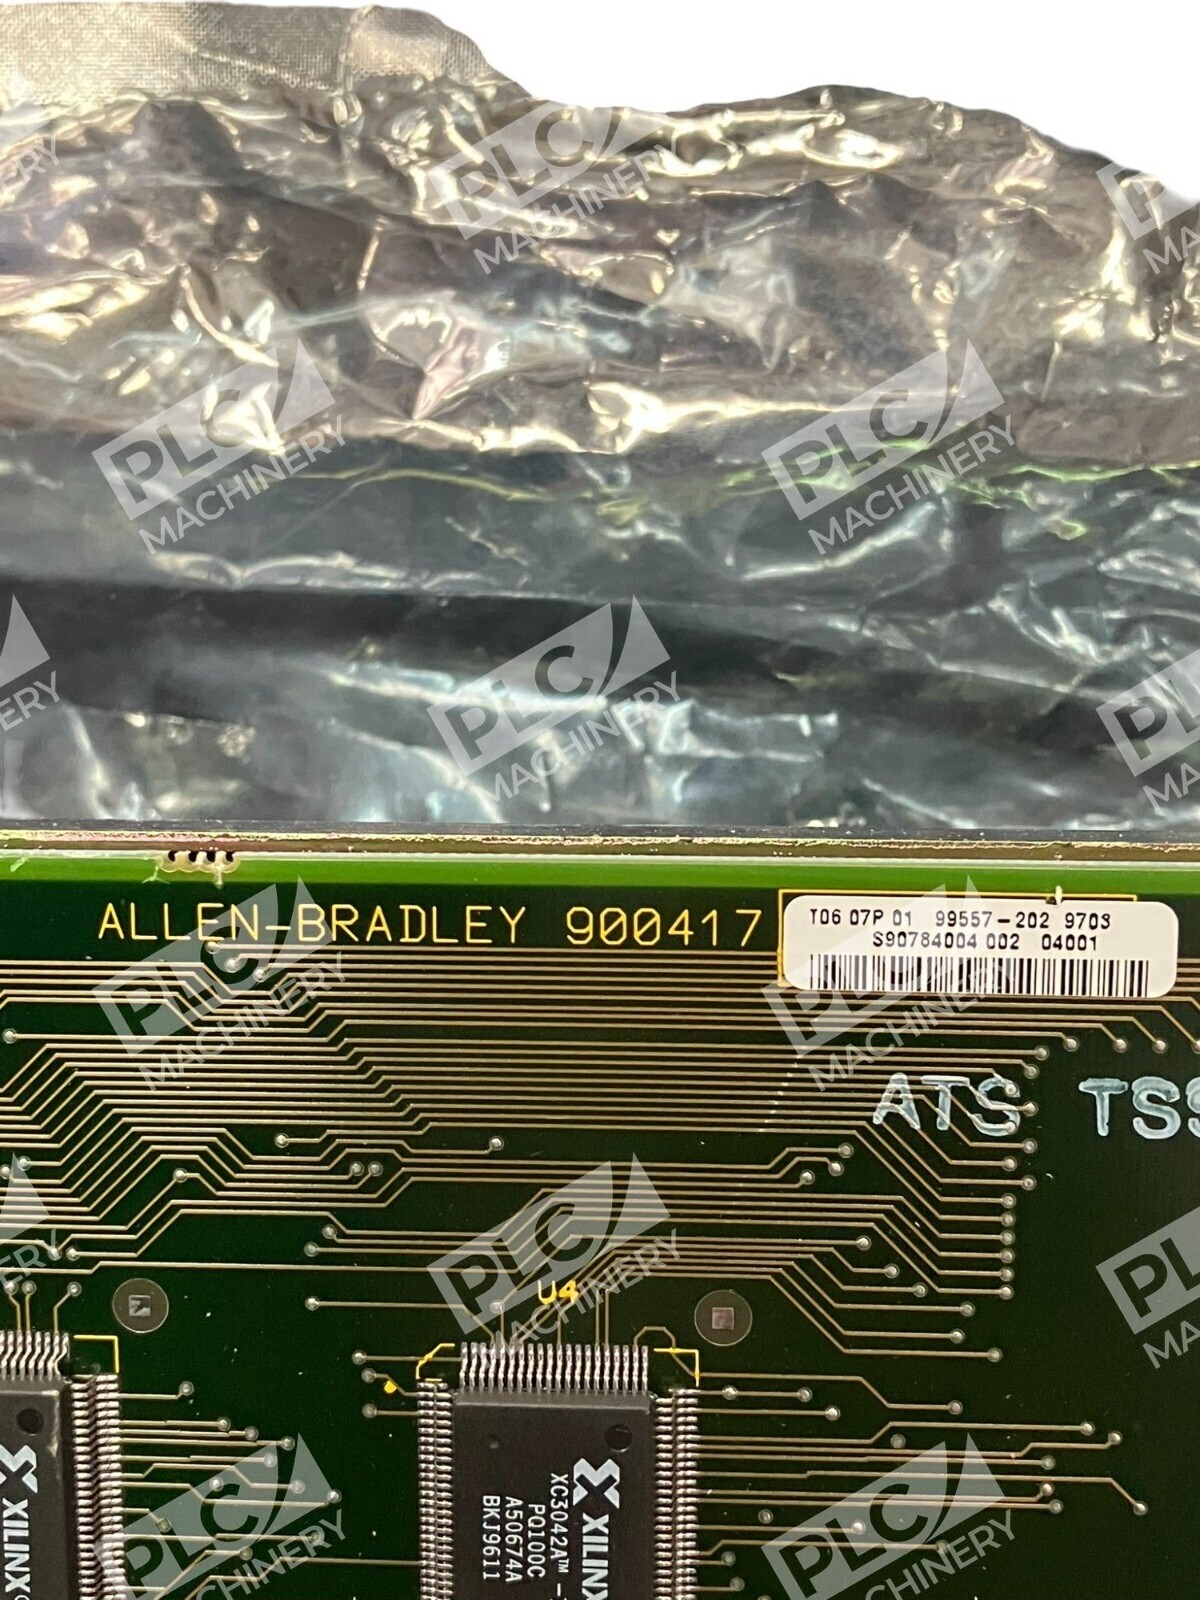 ALLEN-BRADLEY 900417
T06 07P 01 99557-202 9703
S90784004 002 04001
ATS TSS
U4
XILINX
XC3042A™
PQ100C
A50674A
BKJ9611
XILINX
PLC MACHINERY